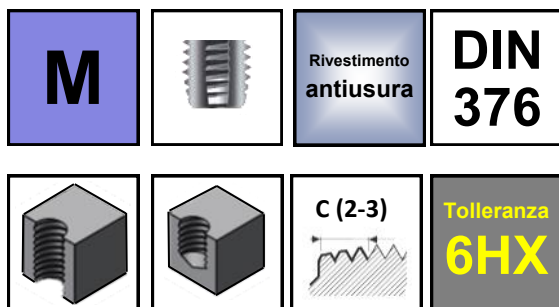 M
Rivestimento
antiusura
DIN
376
C (2-3)
Tolleranza
6HX